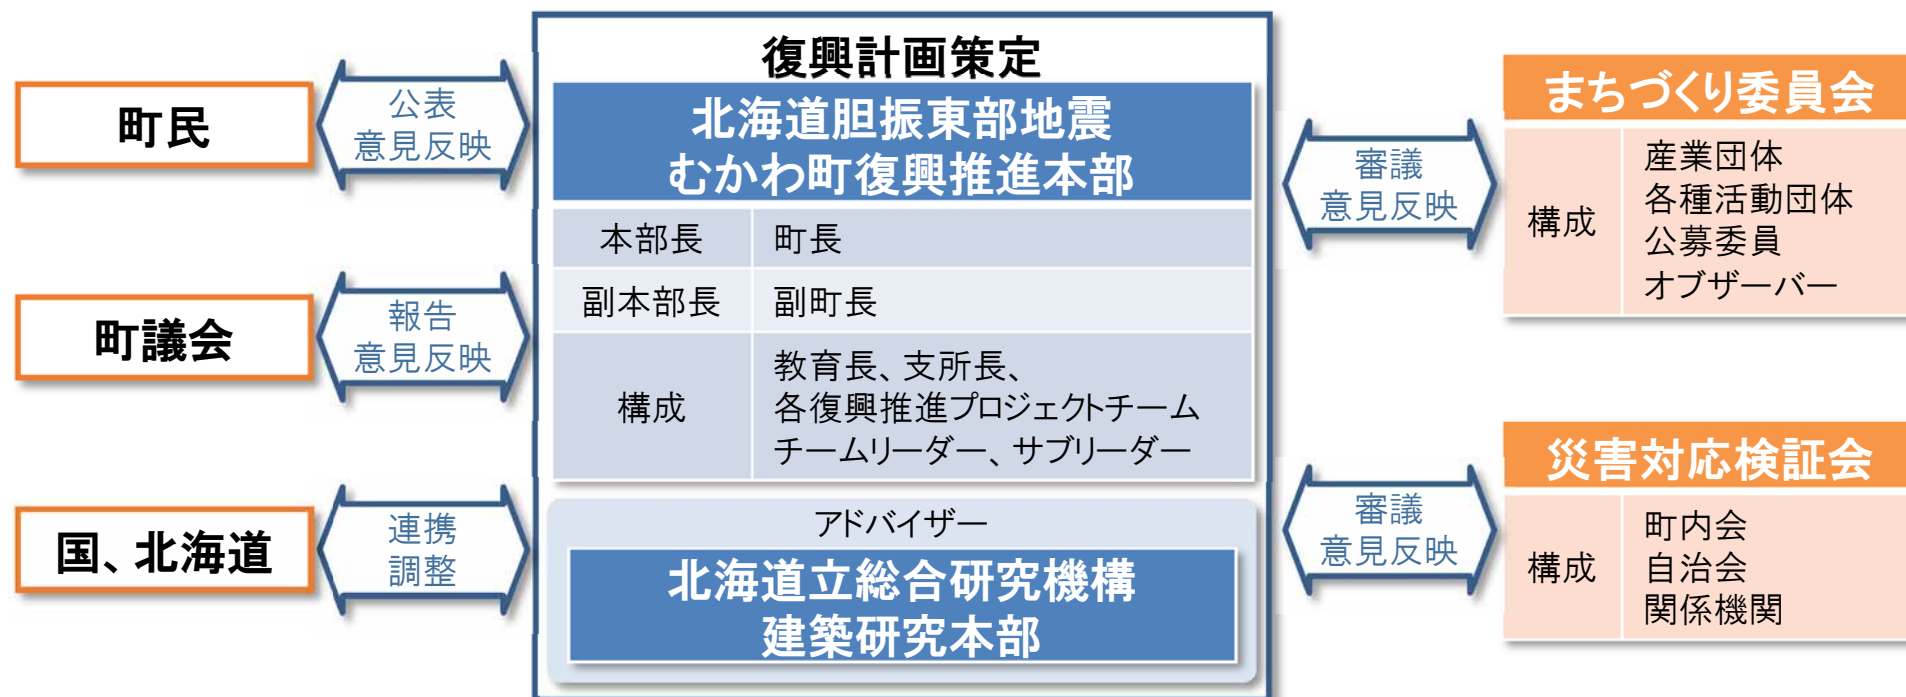 町民
公表
意見反映
町議会
報告
意見反映
国、北海道
連携
調整
復興計画策定
北海道胆振東部地震
むかわ町復興推進本部
本部長 町長
副本部長 副町長
構成
教育長、支所長、
各復興推進プロジェクトチーム
チームリーダー、サブリーダー
アドバイザー
北海道立総合研究機構
建築研究本部
審議
意見反映
まちづくり委員会
構成
産業団体
各種活動団体
公募委員
オブザーバー
審議
意見反映
災害対応検証会
構成
町内会
自治会
関係機関